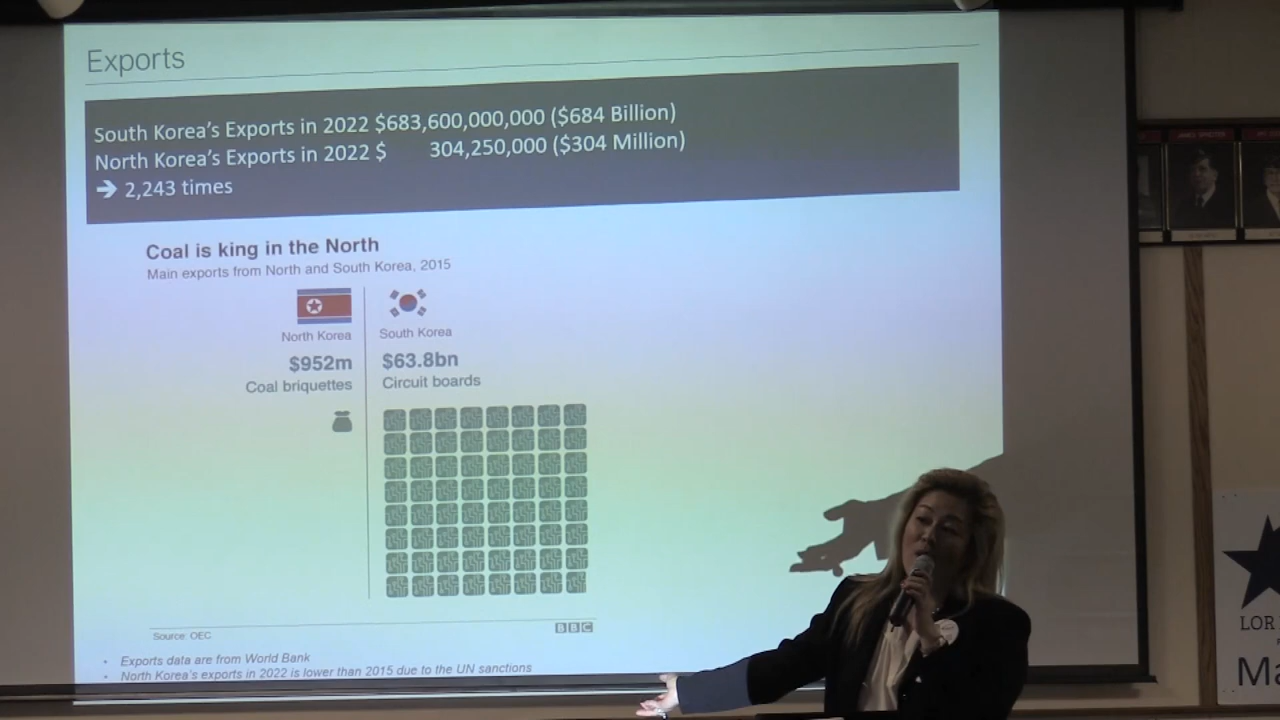 Exports
South Korea's Exports in 2022 $683,600,000,000 ($684 Billion)
North Korea's Exports in 2022 $ 304,250,000 ($304 Million)
➔ 2,243 times
Coal is king in the North
Main exports from North and South Korea, 2015
North Korea
South Korea
$952m
$63.8bn
Coal briquettes
Circuit boards
Source: OEC
BBC
• Exports data are from World Bank
• North Korea's exports in 2022 is lower than 2015 due to the UN sanctions
LOR
Ma